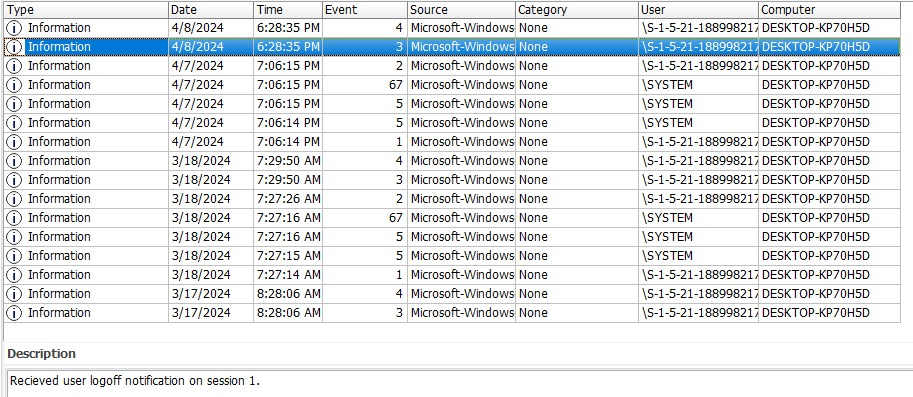 Type Date Time Event Source Category User Computer
Information 4/8/2024 6:28:35 PM 4 Microsoft-Windows None \S-1-5-21-188998217 DESKTOP-KP70H5D
Information 4/8/2024 6:28:35 PM 3 Microsoft-Windows None \S-1-5-21-188998217 DESKTOP-KP70H5D
Information 4/7/2024 7:06:15 PM 2 Microsoft-Windows None \S-1-5-21-188998217 DESKTOP-KP70H5D
Information 4/7/2024 7:06:15 PM 67 Microsoft-Windows None \SYSTEM DESKTOP-KP70H5D
Information 4/7/2024 7:06:15 PM 5 Microsoft-Windows None \S-1-5-21-188998217 DESKTOP-KP70H5D
Information 4/7/2024 7:06:14 PM 5 Microsoft-Windows None \SYSTEM DESKTOP-KP70H5D
Information 4/7/2024 7:06:14 PM 1 Microsoft-Windows None \S-1-5-21-188998217 DESKTOP-KP70H5D
Information 3/18/2024 7:29:50 AM 4 Microsoft-Windows None \S-1-5-21-188998217 DESKTOP-KP70H5D
Information 3/18/2024 7:29:50 AM 3 Microsoft-Windows None \S-1-5-21-188998217 DESKTOP-KP70H5D
Information 3/18/2024 7:27:26 AM 2 Microsoft-Windows None \S-1-5-21-188998217 DESKTOP-KP70H5D
Information 3/18/2024 7:27:16 AM 67 Microsoft-Windows None \SYSTEM DESKTOP-KP70H5D
Information 3/18/2024 7:27:16 AM 5 Microsoft-Windows None \SYSTEM DESKTOP-KP70H5D
Information 3/18/2024 7:27:15 AM 5 Microsoft-Windows None \SYSTEM DESKTOP-KP70H5D
Information 3/18/2024 7:27:14 AM 1 Microsoft-Windows None \S-1-5-21-188998217 DESKTOP-KP70H5D
Information 3/17/2024 8:28:06 AM 4 Microsoft-Windows None \S-1-5-21-188998217 DESKTOP-KP70H5D
Information 3/17/2024 8:28:06 AM 3 Microsoft-Windows None \S-1-5-21-188998217 DESKTOP-KP70H5D
Description
Recieved user logoff notification on session 1.